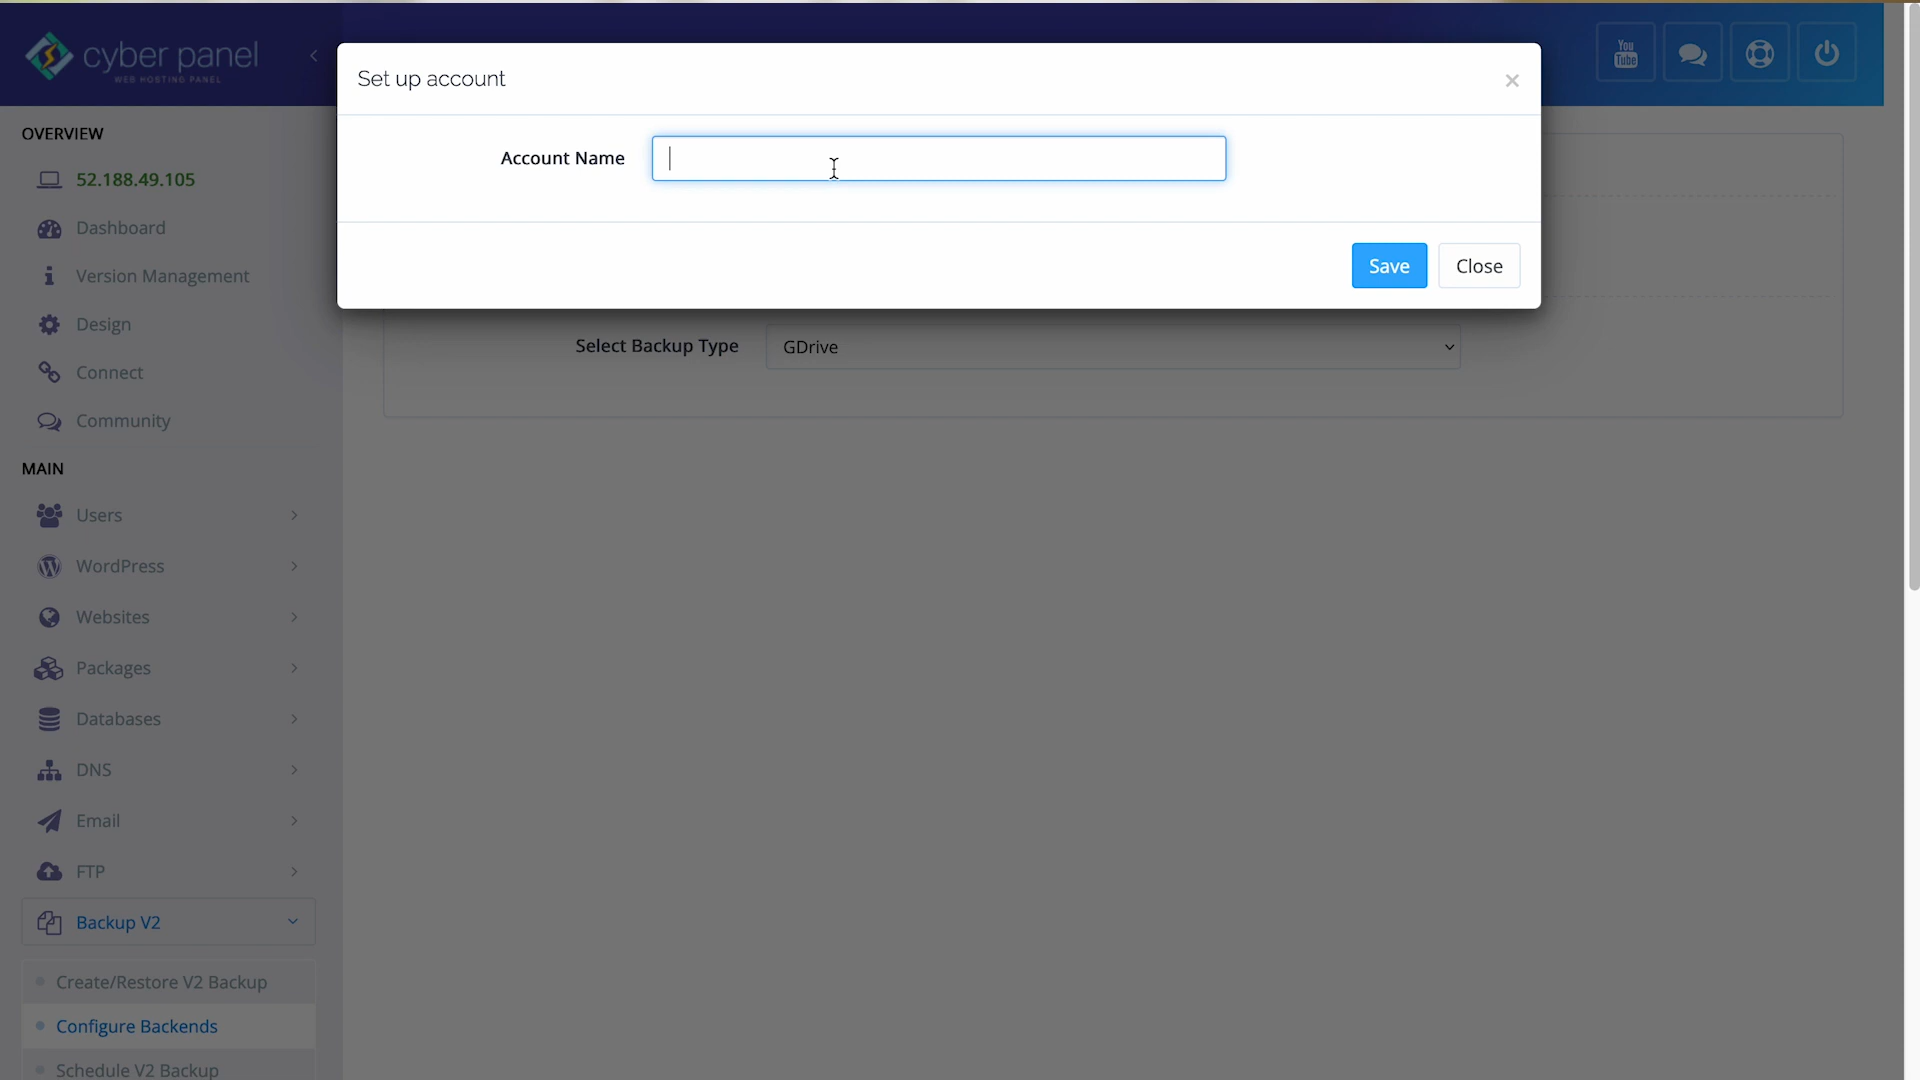 cyber panel
WEB HOSTING PANEL
You
Tube
Set up account
×
Account Name
Save
Close
Select Backup Type
GDrive
OVERVIEW
52.188.49.105
Dashboard
Version Management
Design
Connect
Community
MAIN
Users
WordPress
Websites
Packages
Databases
DNS
Email
FTP
Backup V2
Create/Restore V2 Backup
Configure Backends
Schedule V2 Backup